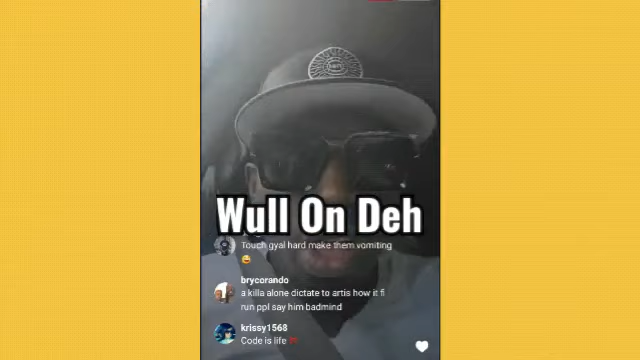 Wull On Deh
Touch gyal hard make them vomiting
brycorando
a killa alone dictate to artis how it fi
run ppl say him badmind
krissy1568
Code is life